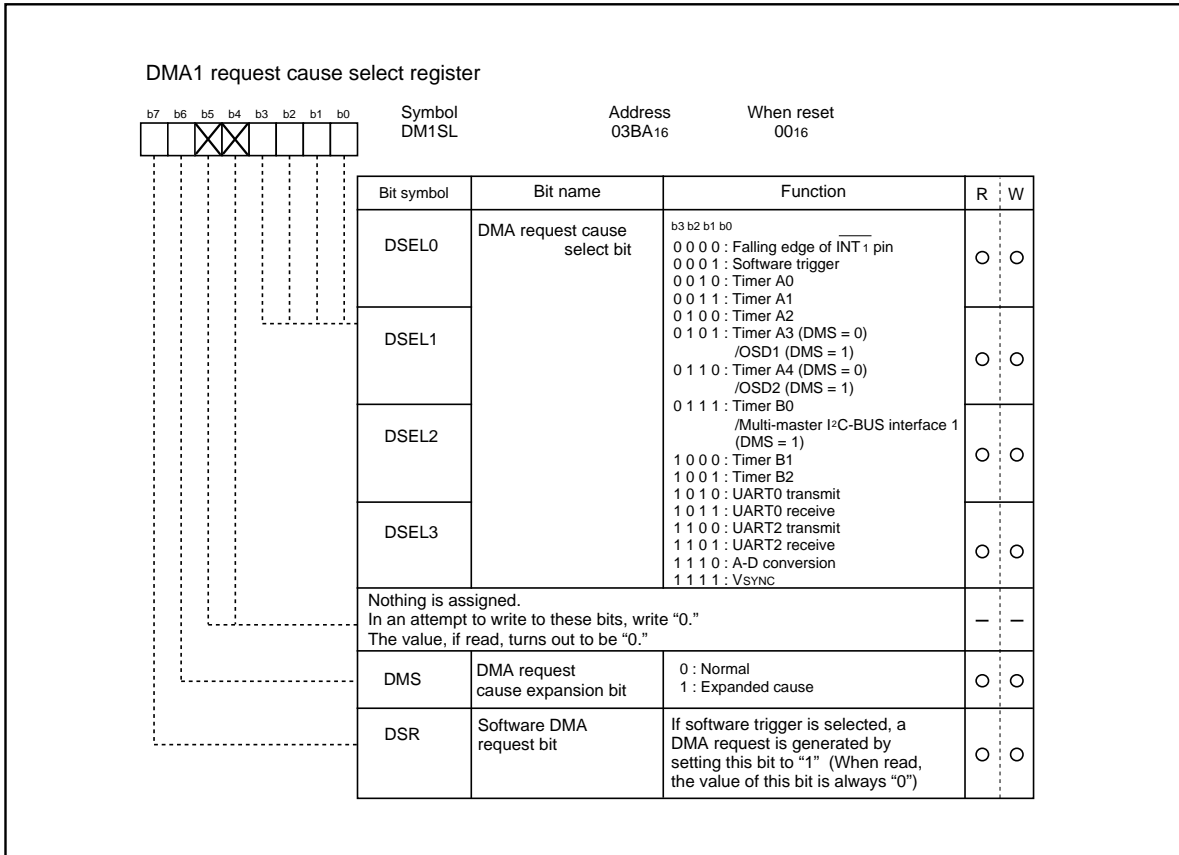 DMA1 request cause select register
b7 b6 b5 b4 b3 b2 b1 b0
Symbol Address When reset
DM1SL 03BA16 0016
Bit symbol Bit name Function R W
DSEL0
DMA request cause
select bit
b3 b2 b1 b0
0 0 0 0 : Falling edge of INT1 pin
0 0 0 1 : Software trigger
0 0 1 0 : Timer A0
0 0 1 1 : Timer A1
0 1 0 0 : Timer A2
DSEL1
0 1 0 1 : Timer A3 (DMS = 0)
/OSD1 (DMS = 1)
0 1 1 0 : Timer A4 (DMS = 0)
/OSD2 (DMS = 1)
0 1 1 1 : Timer B0
DSEL2
/Multi-master I2C-BUS interface 1
(DMS = 1)
1 0 0 0 : Timer B1
1 0 0 1 : Timer B2
1 0 1 0 : UART0 transmit
1 0 1 1 : UART0 receive
DSEL3
1 1 0 0 : UART2 transmit
1 1 0 1 : UART2 receive
1 1 1 0 : A-D conversion
1 1 1 1 : VSYNC
Nothing is assigned.
In an attempt to write to these bits, write “0.”
The value, if read, turns out to be “0.”
– –
DMS
DMA request
cause expansion bit
0 : Normal
1 : Expanded cause
DSR
Software DMA
request bit
If software trigger is selected, a
DMA request is generated by
setting this bit to “1” (When read,
the value of this bit is always “0”)